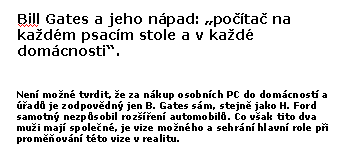 Bill Gates a jeho nápad: „počítač na
každém psacím stole a v každé
domácnosti“.
Není možné tvrdit, že za nákup osobních PC do domácností a
úřadů je zodpovědný jen B. Gates sám, stejně jako H. Ford
samotný nezpůsobil rozšíření automobilů. Co však tito dva
muži mají společné, je vize možného a sehrání hlavní role při
proměňování této vize v realitu.